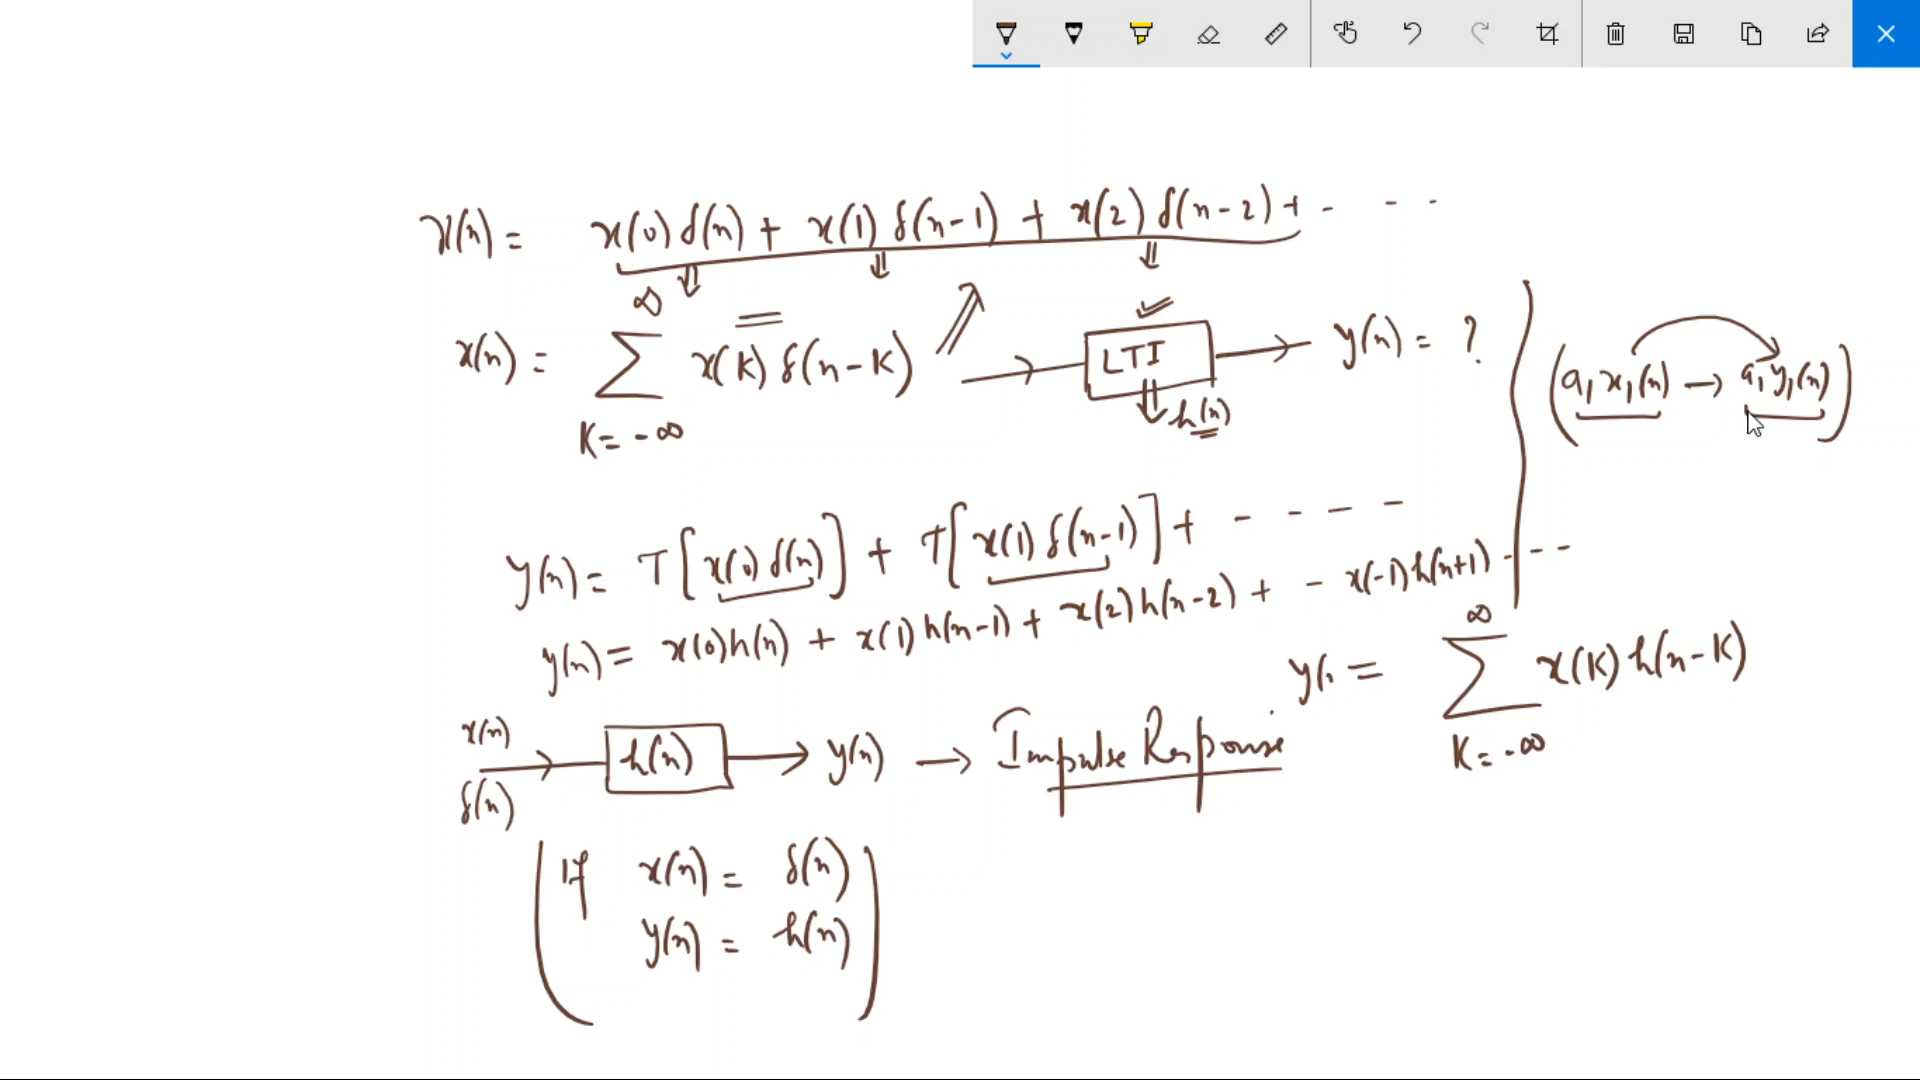 x(n) = x(0) δ(n) + x(1) δ(n-1) + x(2) δ(n-2) + - - -
x(n) = ∞ ∑ K = -∞ x(K) δ(n-K) → LTI → y(n) = ?
h(n)
(a₁ x₁(n) → a₁ y₁(n))
y(n) = T[x(0) δ(n)] + T[x(1) δ(n-1)] + - - - -
y(n) = x(0)h(n) + x(1)h(n-1) + x(2)h(n-2) + - x(-1)h(n+1) - - -
y( = ∞ ∑ K = -∞ x(K) h(n-K)
x(n)
δ(n) → h(n) → y(n) → Impulse Response
If x(n) = δ(n)
y(n) = h(n)